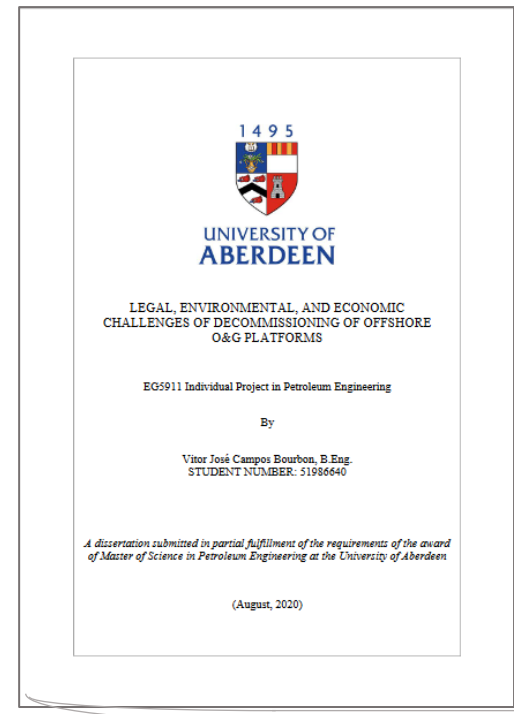 1495
UNIVERSITY OF
ABERDEEN
LEGAL, ENVIRONMENTAL, AND ECONOMIC
CHALLENGES OF DECOMMISSIONING OF OFFSHORE
O&G PLATFORMS
EG5911 Individual Project in Petroleum Engineering
By
Vitor José Campos Bourbon, B.Eng.
STUDENT NUMBER: 51986640
A dissertation submitted in partial fulfillment of the requirements of the award
of Master of Science in Petroleum Engineering at the University of Aberdeen
(August, 2020)